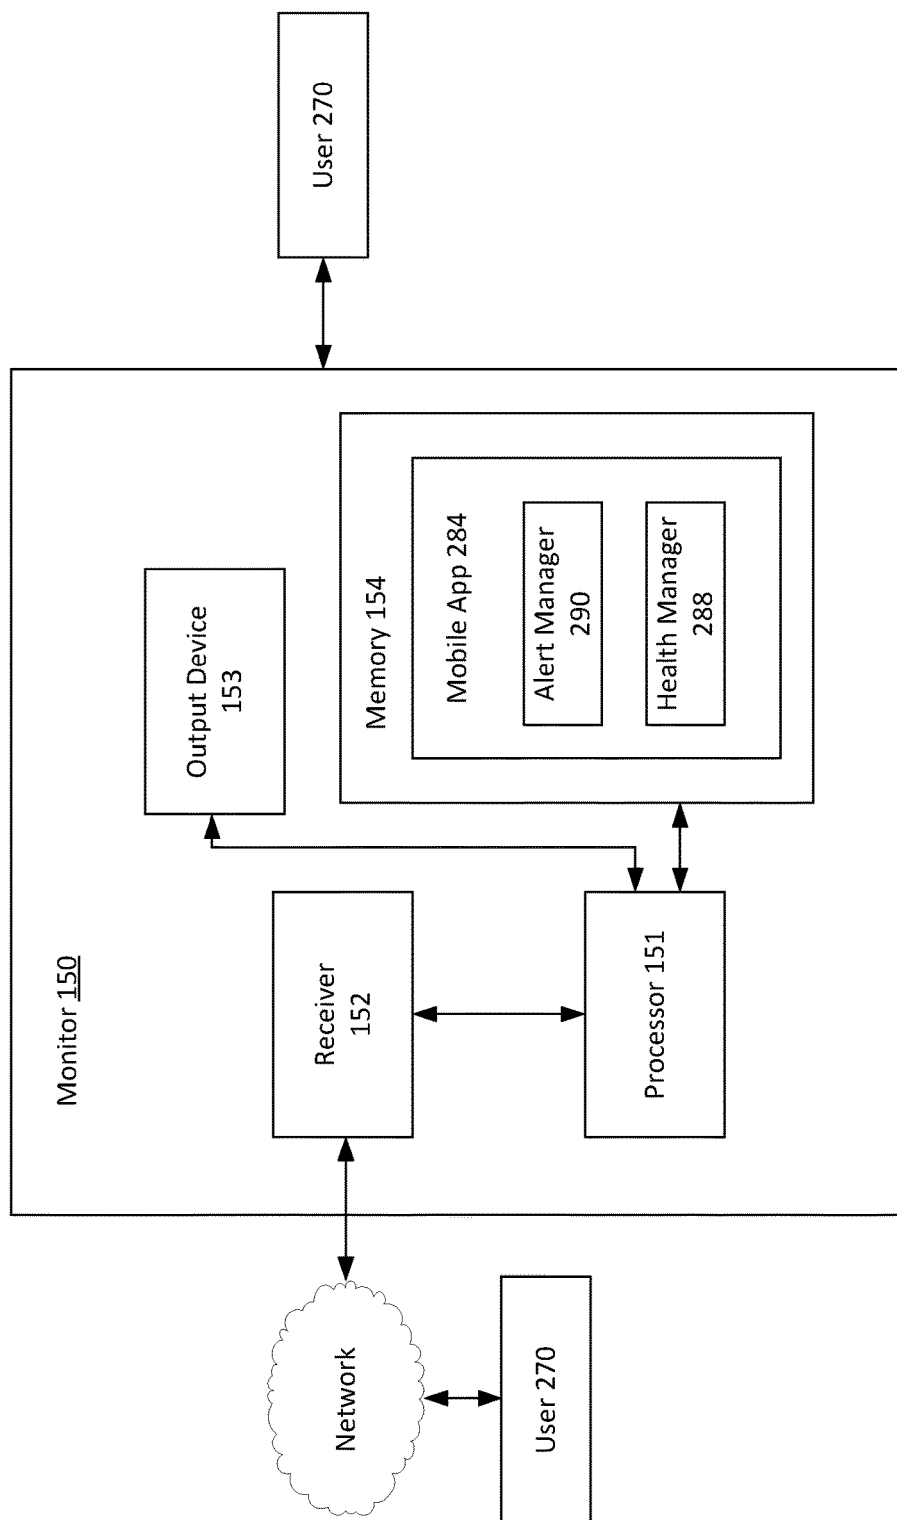 Monitor 150
Output Device
153
Receiver
152
Memory 154
Mobile App 284
Alert Manager
290
Health Manager
288
Processor 151
Network
User 270
User 270